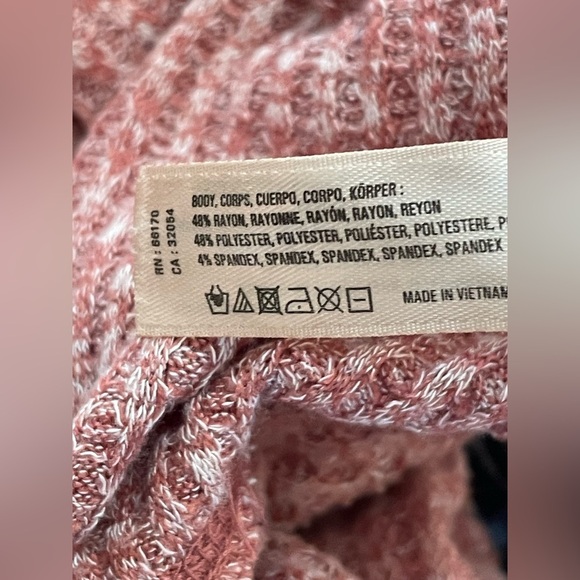 BODY, CORPS, CUERPO, CORPO, KÖRPER :
48% RAYON, RAYONNE, RAYÓN, RAYON, REYON
48% POLYESTER, POLYESTER, POLIÉSTER, POLYESTERE, P
4% SPANDEX, SPANDEX, SPANDEX, SPANDEX, SPANDEX
MADE IN VIETNAM
RN : 66170
CA : 32054